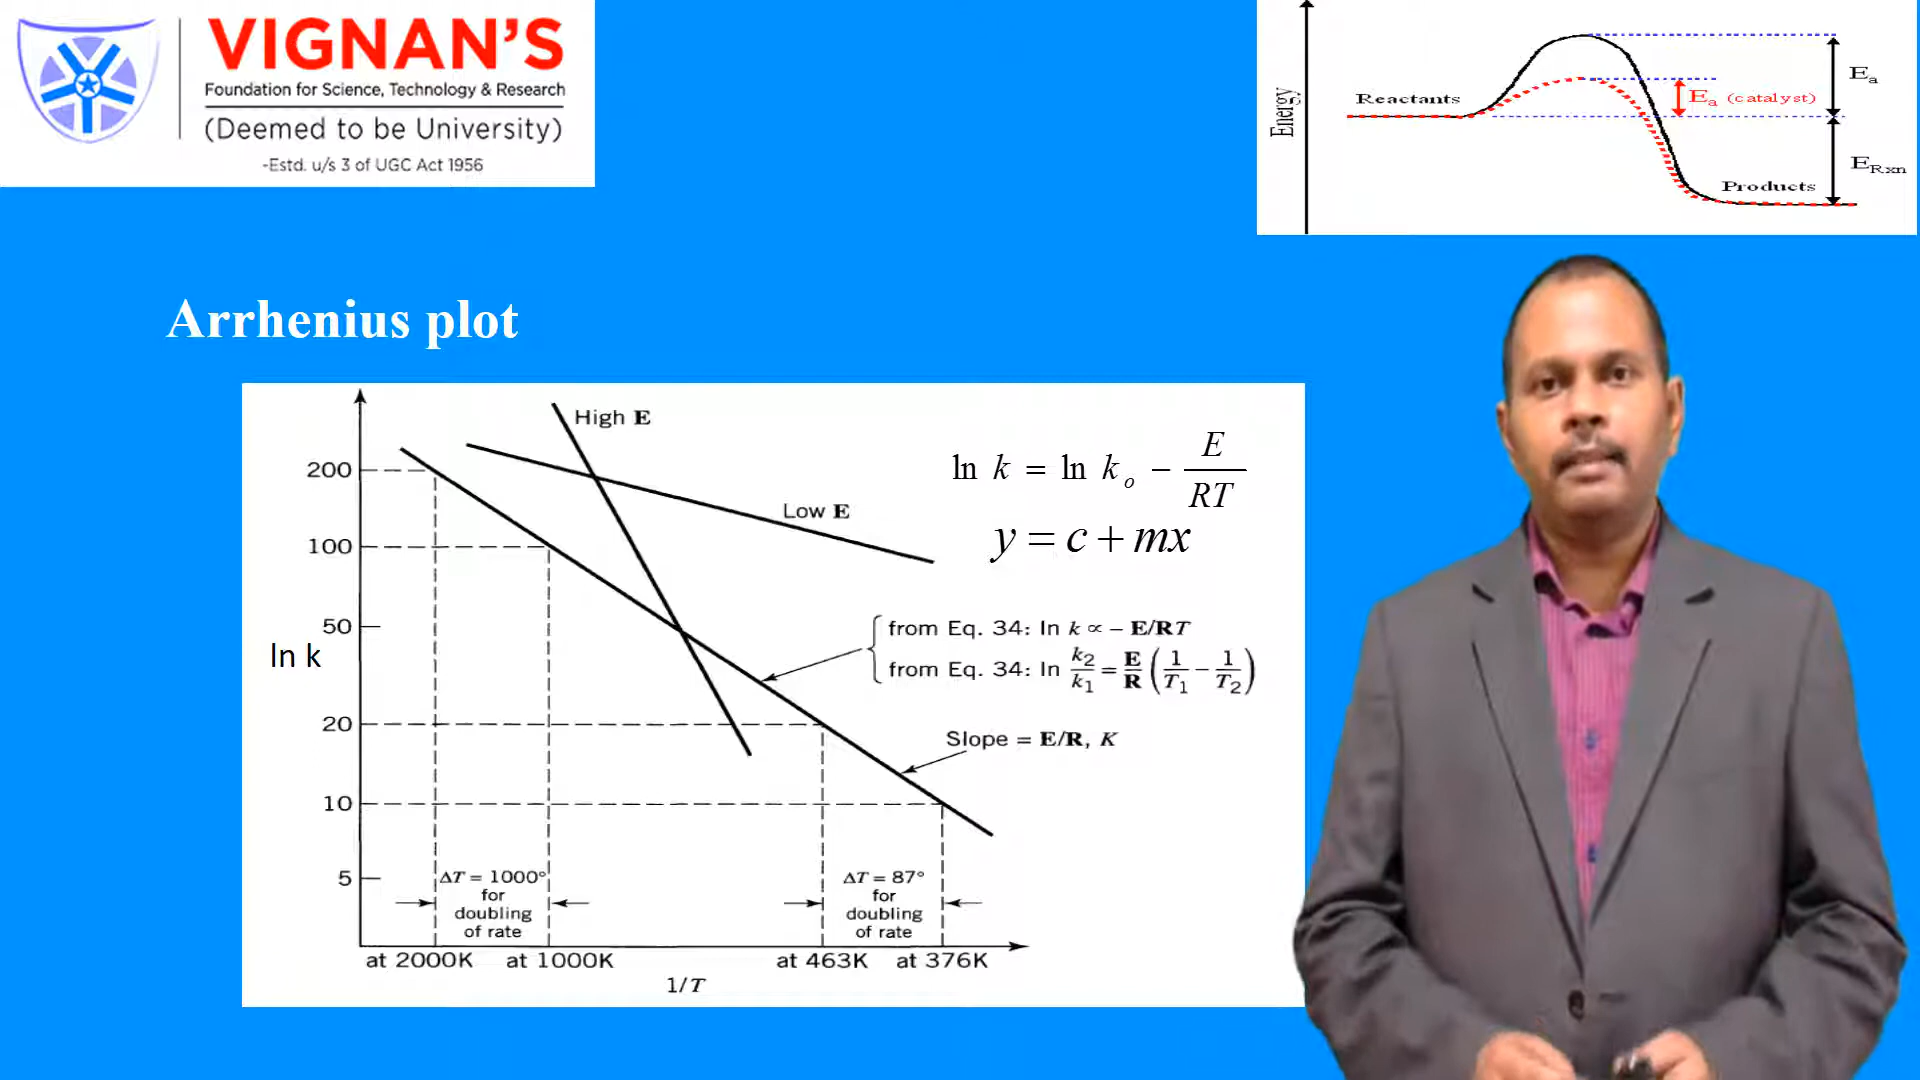 VIGNAN'S
Foundation for Science, Technology & Research
(Deemed to be University)
-Estd. u/s 3 of UGC Act 1956
Energy
Reactants
Products
Ea
Ea (catalyst)
ERxn
Arrhenius plot
High E
Low E
ln k = ln ko − E/RT
y = c + mx
200
100
50
20
10
5
ln k
from Eq. 34: ln k ∝ − E/RT
from Eq. 34: ln k2/k1 = E/R (1/T1 − 1/T2)
Slope = E/R, K
ΔT = 1000°
for
doubling
of rate
ΔT = 87°
for
doubling
of rate
at 2000K at 1000K at 463K at 376K
1/T